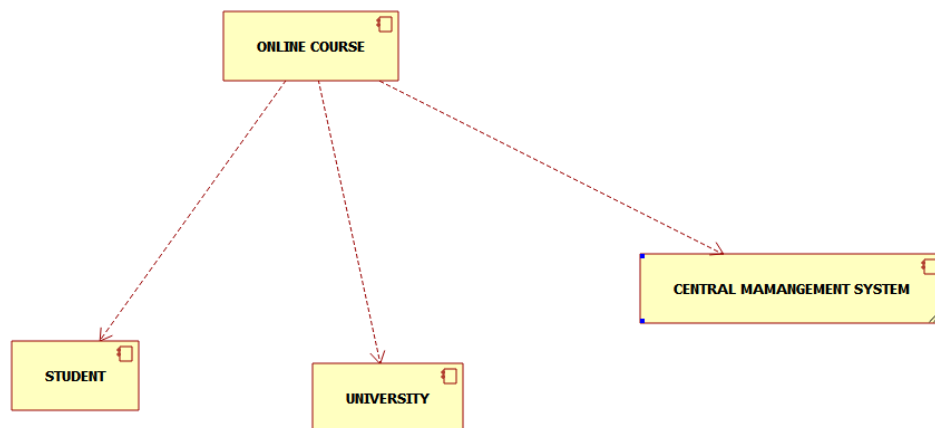 ONLINE COURSE
CENTRAL MAMANGEMENT SYSTEM
STUDENT
UNIVERSITY